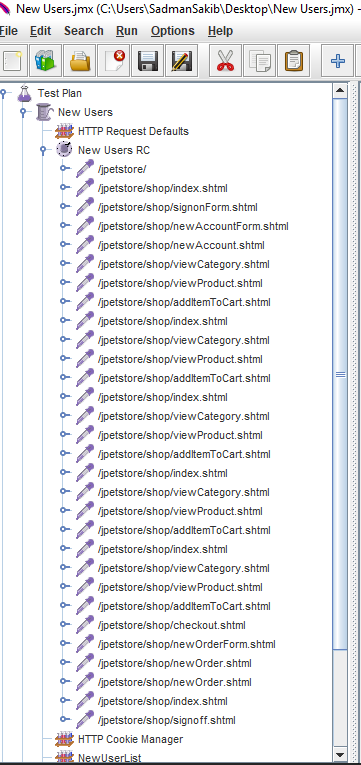 New Users.jmx (C:\Users\SadmanSakib\Desktop\New Users.jmx) -
File Edit Search Run Options Help
Test Plan
New Users
HTTP Request Defaults
New Users RC
/jpetstore/
/jpetstore/shop/index.shtml
/jpetstore/shop/signonForm.shtml
/jpetstore/shop/newAccountForm.shtml
/jpetstore/shop/newAccount.shtml
/jpetstore/shop/viewCategory.shtml
/jpetstore/shop/viewProduct.shtml
/jpetstore/shop/addItemToCart.shtml
/jpetstore/shop/index.shtml
/jpetstore/shop/viewCategory.shtml
/jpetstore/shop/viewProduct.shtml
/jpetstore/shop/addItemToCart.shtml
/jpetstore/shop/index.shtml
/jpetstore/shop/viewCategory.shtml
/jpetstore/shop/viewProduct.shtml
/jpetstore/shop/addItemToCart.shtml
/jpetstore/shop/index.shtml
/jpetstore/shop/viewCategory.shtml
/jpetstore/shop/viewProduct.shtml
/jpetstore/shop/addItemToCart.shtml
/jpetstore/shop/index.shtml
/jpetstore/shop/viewCategory.shtml
/jpetstore/shop/viewProduct.shtml
/jpetstore/shop/addItemToCart.shtml
/jpetstore/shop/checkout.shtml
/jpetstore/shop/newOrderForm.shtml
/jpetstore/shop/newOrder.shtml
/jpetstore/shop/newOrder.shtml
/jpetstore/shop/index.shtml
/jpetstore/shop/signoff.shtml
HTTP Cookie Manager
NewUserList